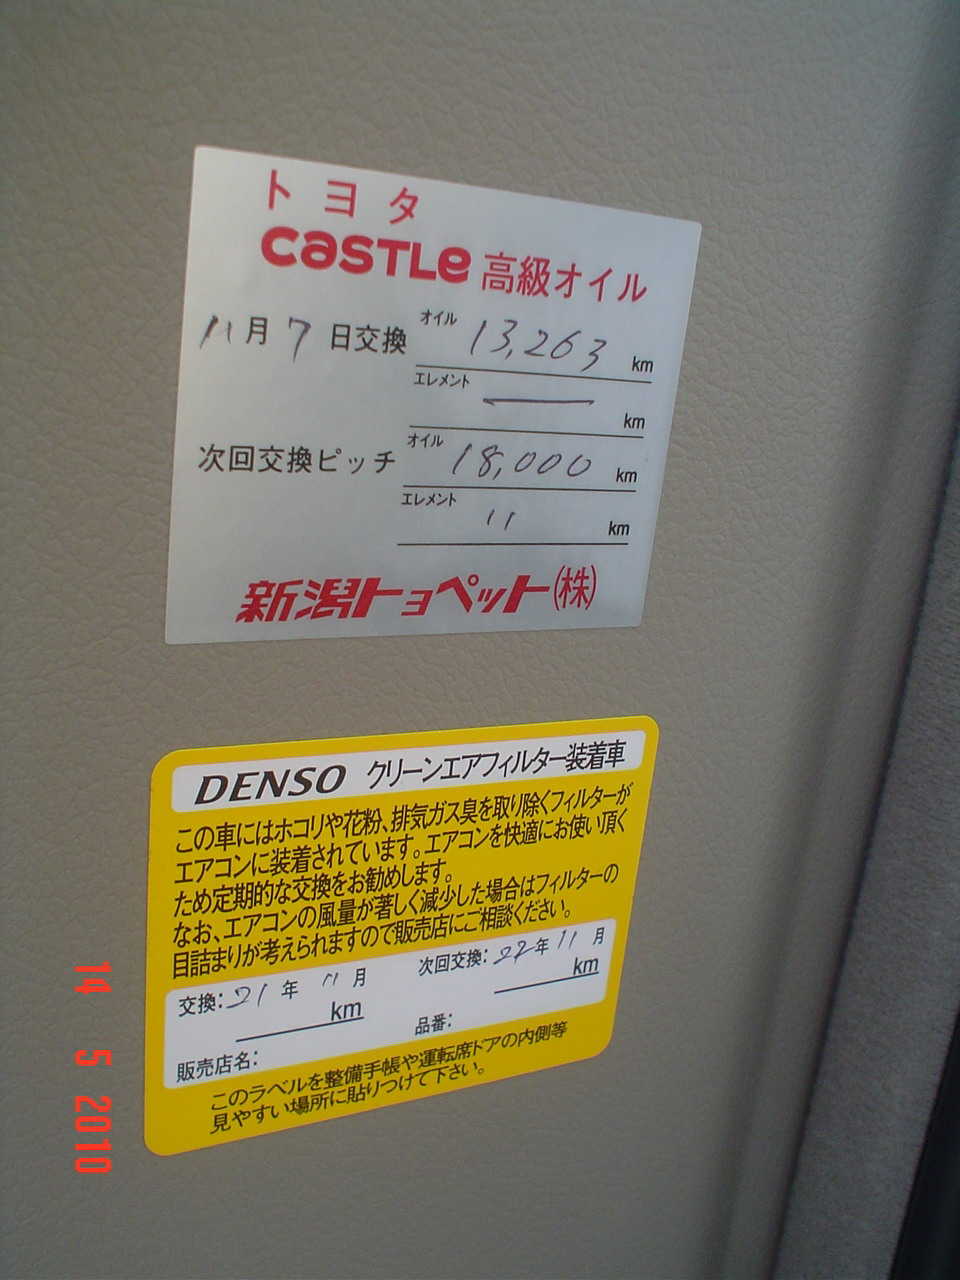 トヨタ
CASTLE 高級オイル
11月7日交換 オイル 13,263 km
エレメント — km
次回交換ピッチ オイル 18,000 km
エレメント 〃 km
新潟トヨペット(株)
DENSO クリーンエアフィルター装着車
この車にはホコリや花粉、排気ガス臭を取り除くフィルターが
エアコンに装着されています。エアコンを快適にお使い頂く
ため定期的な交換をお勧めします。
なお、エアコンの風量が著しく減少した場合はフィルターの
目詰まりが考えられますので販売店にご相談ください。
交換:21年 11月 次回交換:22年11月
km km
販売店名: 品番:
このラベルを整備手帳や運転席ドアの内側等
見やすい場所に貼りつけて下さい。
14 5 2010